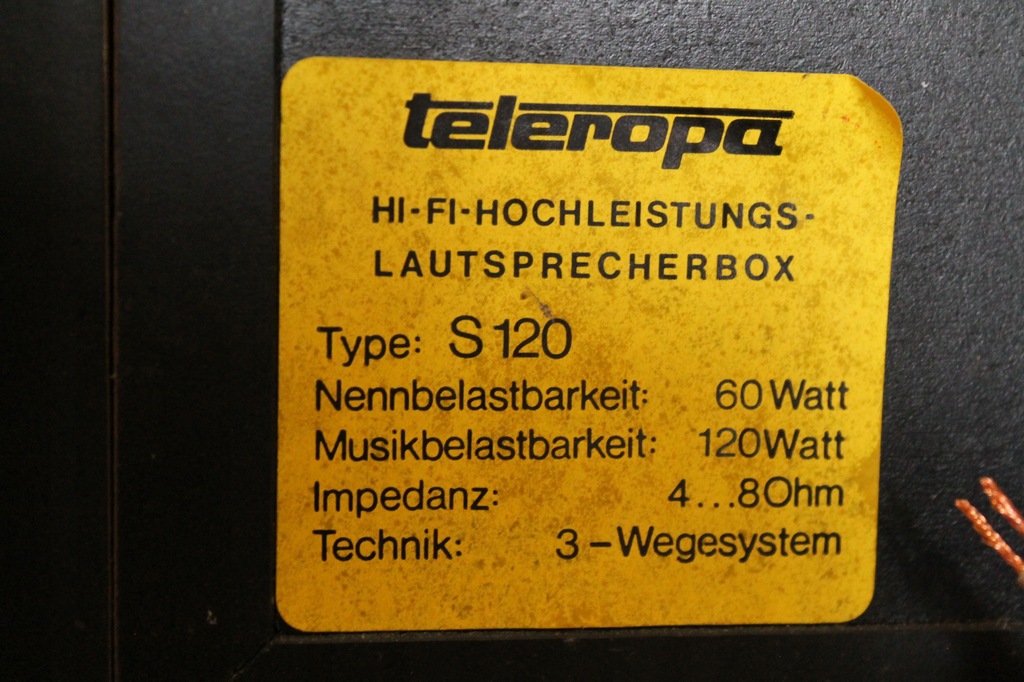 teleropa
HI-FI-HOCHLEISTUNGS-
LAUTSPRECHERBOX
Type: S 120
Nennbelastbarkeit: 60 Watt
Musikbelastbarkeit: 120 Watt
Impedanz: 4...8 Ohm
Technik: 3-Wegesystem